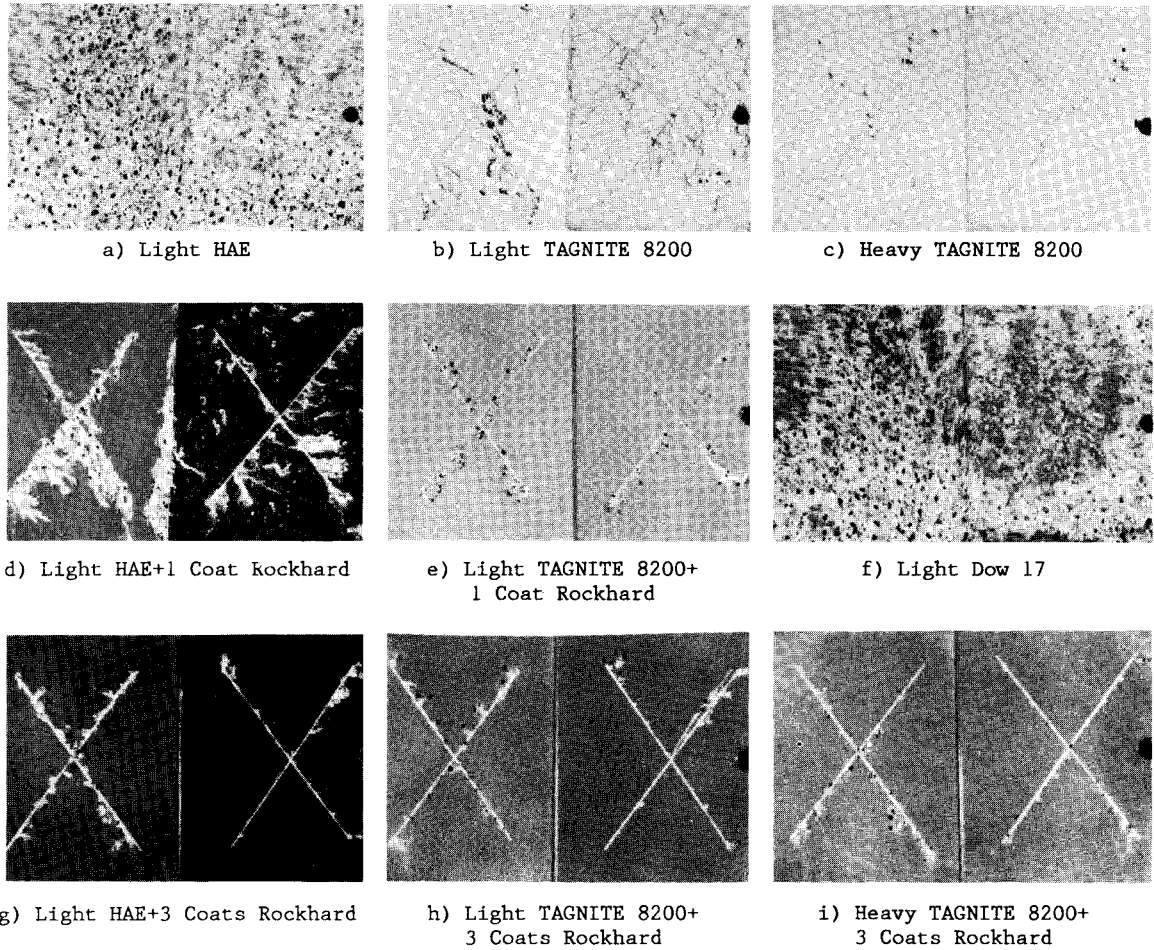 a) Light HAE
b) Light TAGNITE 8200
c) Heavy TAGNITE 8200
d) Light HAE+1 Coat Rockhard
e) Light TAGNITE 8200+
1 Coat Rockhard
f) Light Dow 17
g) Light HAE+3 Coats Rockhard
h) Light TAGNITE 8200+
3 Coats Rockhard
i) Heavy TAGNITE 8200+
3 Coats Rockhard